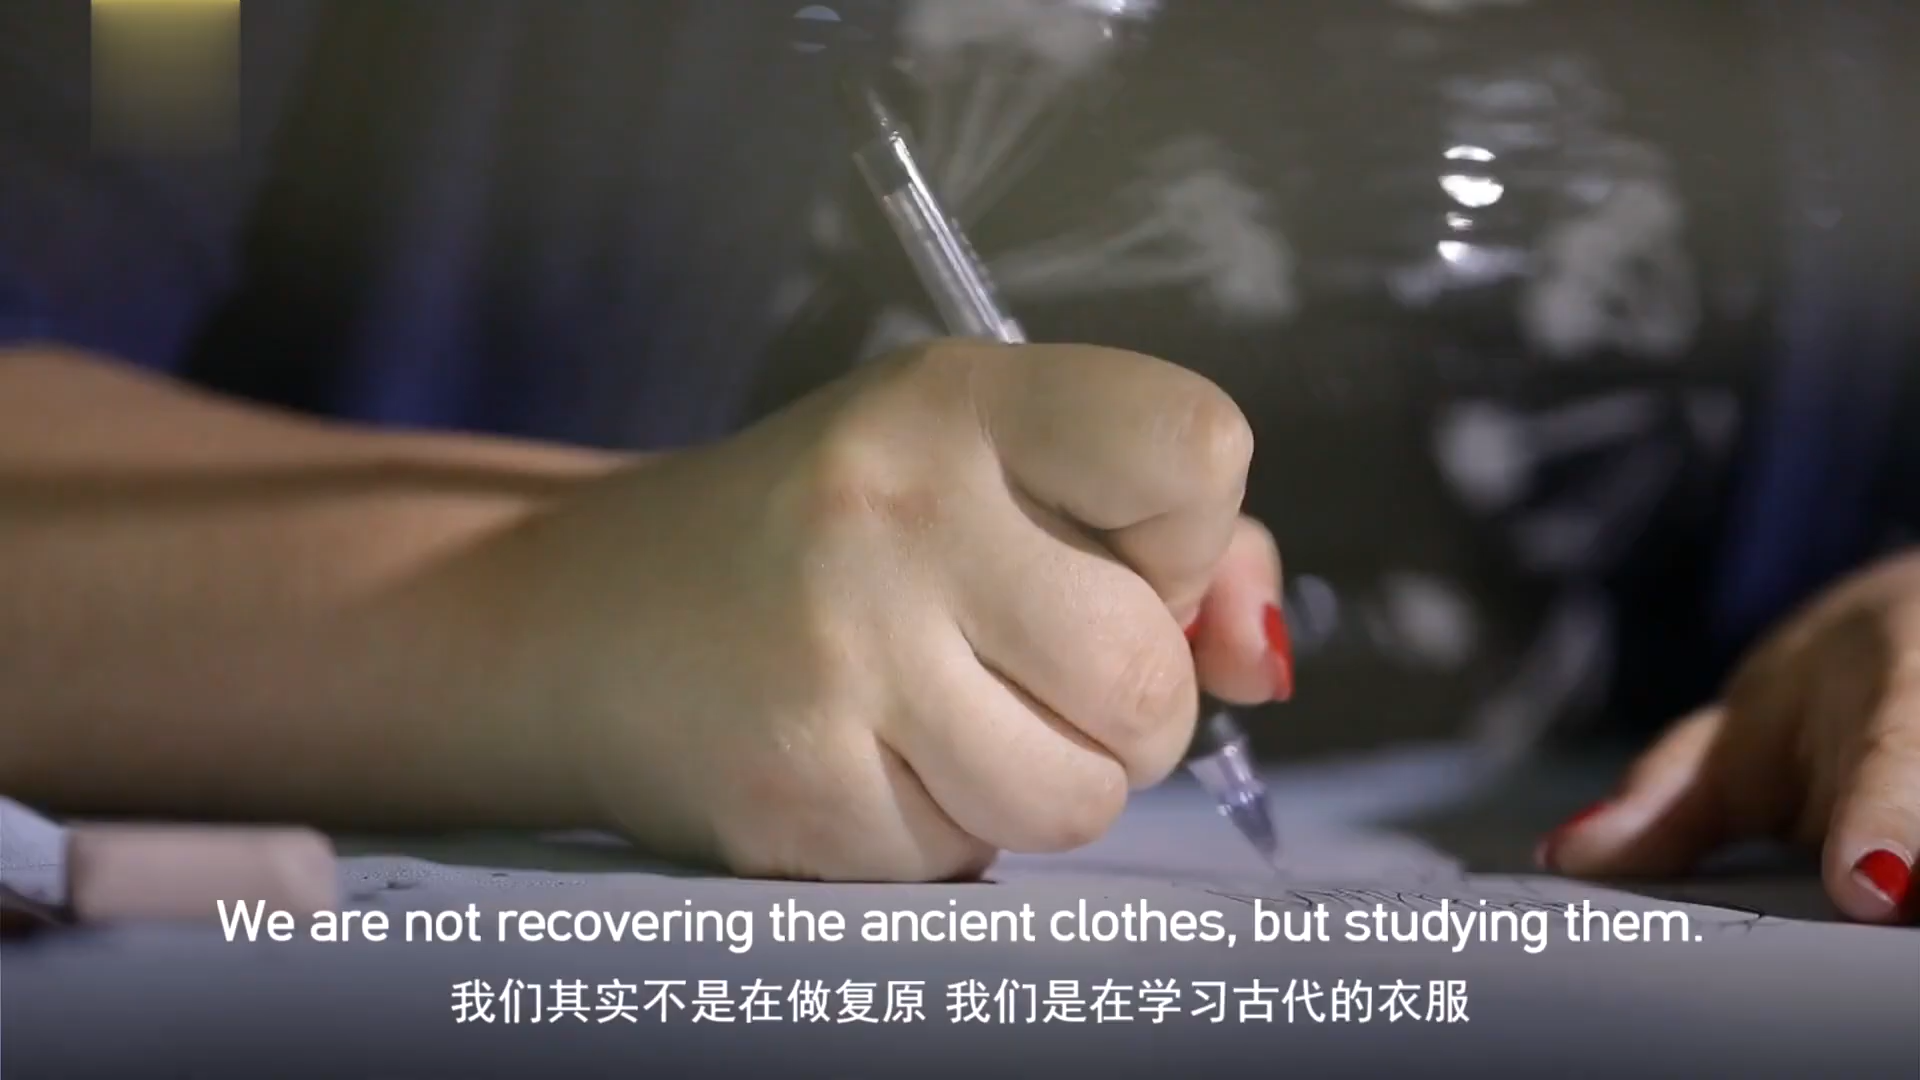 We are not recovering the ancient clothes, but studying them.
我们其实不是在做复原 我们是在学习古代的衣服